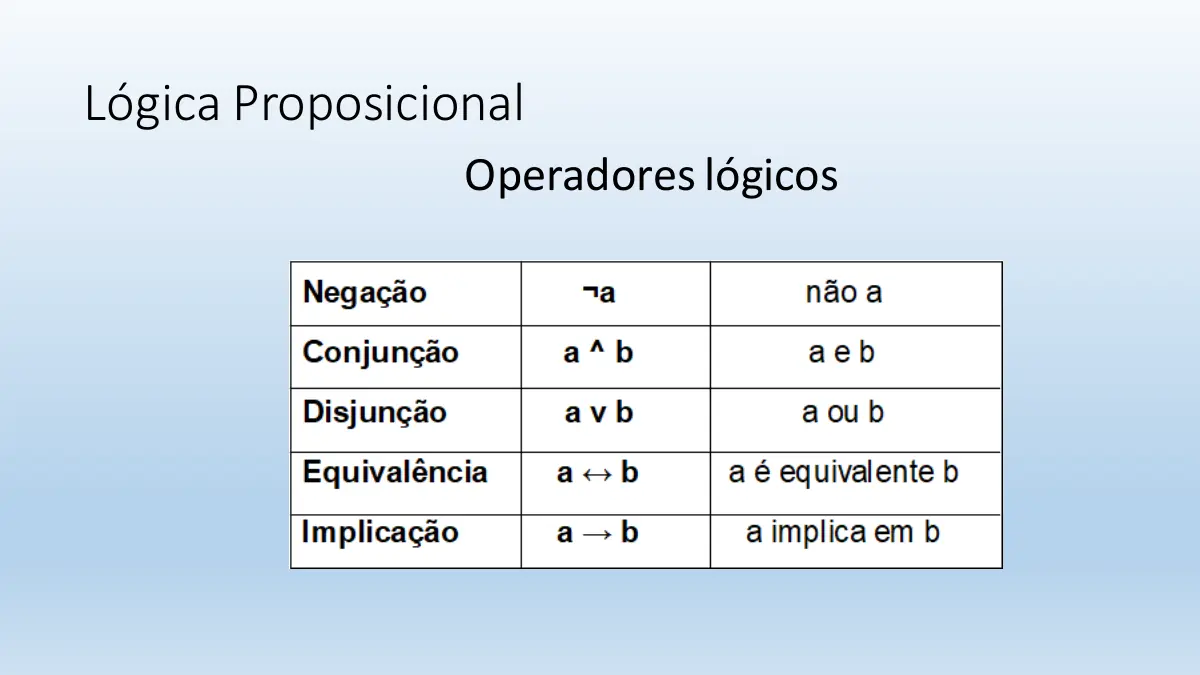 Lógica Proposicional
Operadores lógicos
Negação ¬a não a
Conjunção a ^ b a e b
Disjunção a v b a ou b
Equivalência a ↔ b a é equivalente b
Implicação a → b a implica em b